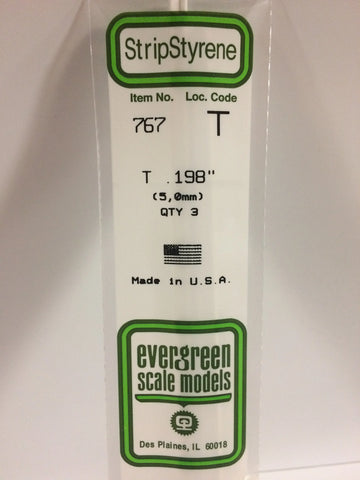 StripStyrene
Item No. Loc. Code
767 T
T .198"
(5,0mm)
QTY 3
Made in U.S.A.
evergreen
scale models
Des Plaines, IL 60018